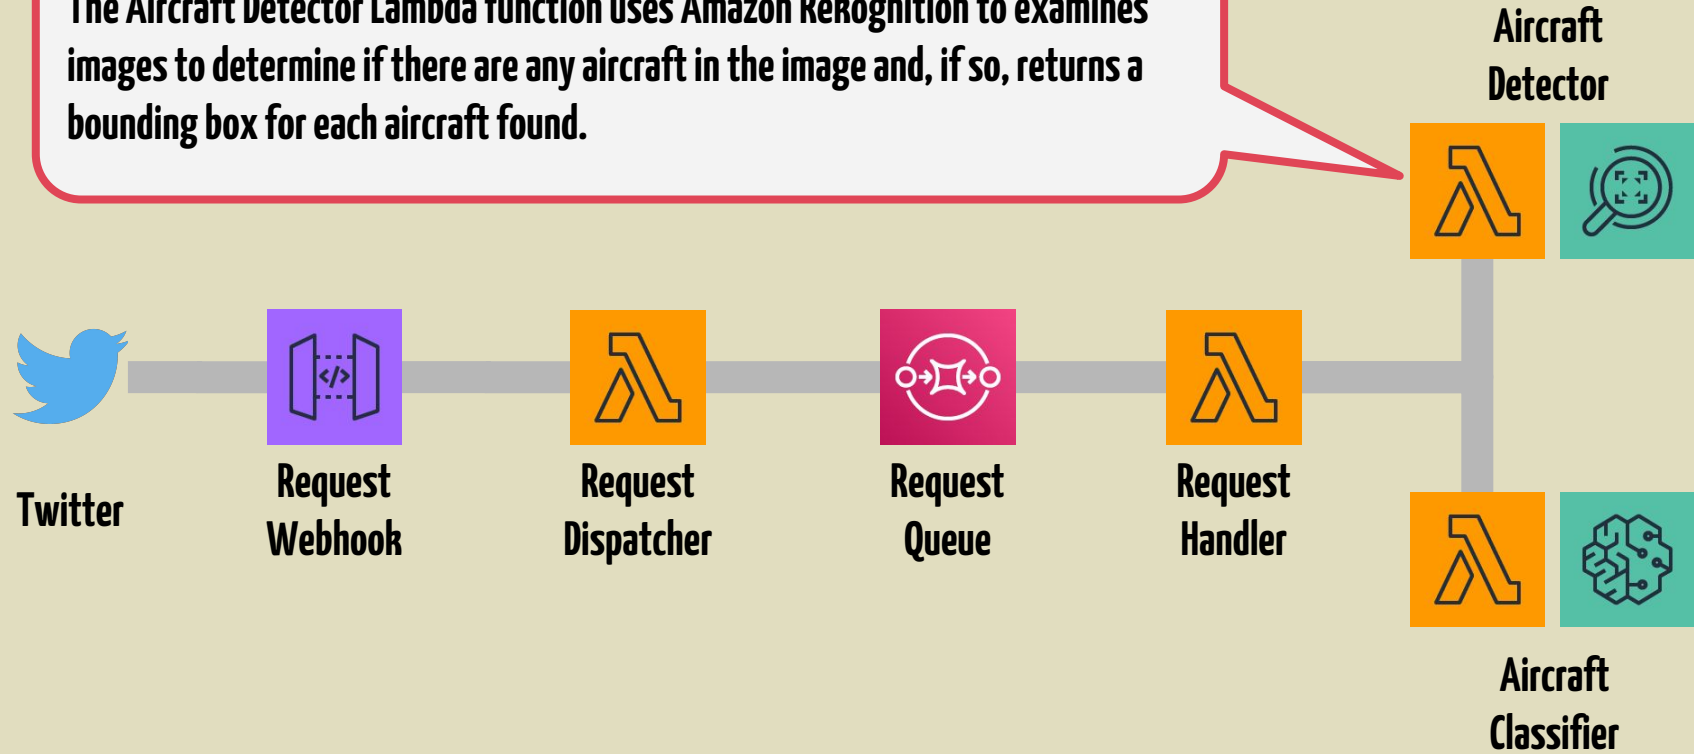 The Aircraft Detector Lambda function uses Amazon ReKognition to examines
images to determine if there are any aircraft in the image and, if so, returns a
bounding box for each aircraft found.
Aircraft
Detector
</>
Twitter
Request
Webhook
Request
Dispatcher
Request
Queue
Request
Handler
Aircraft
Classifier